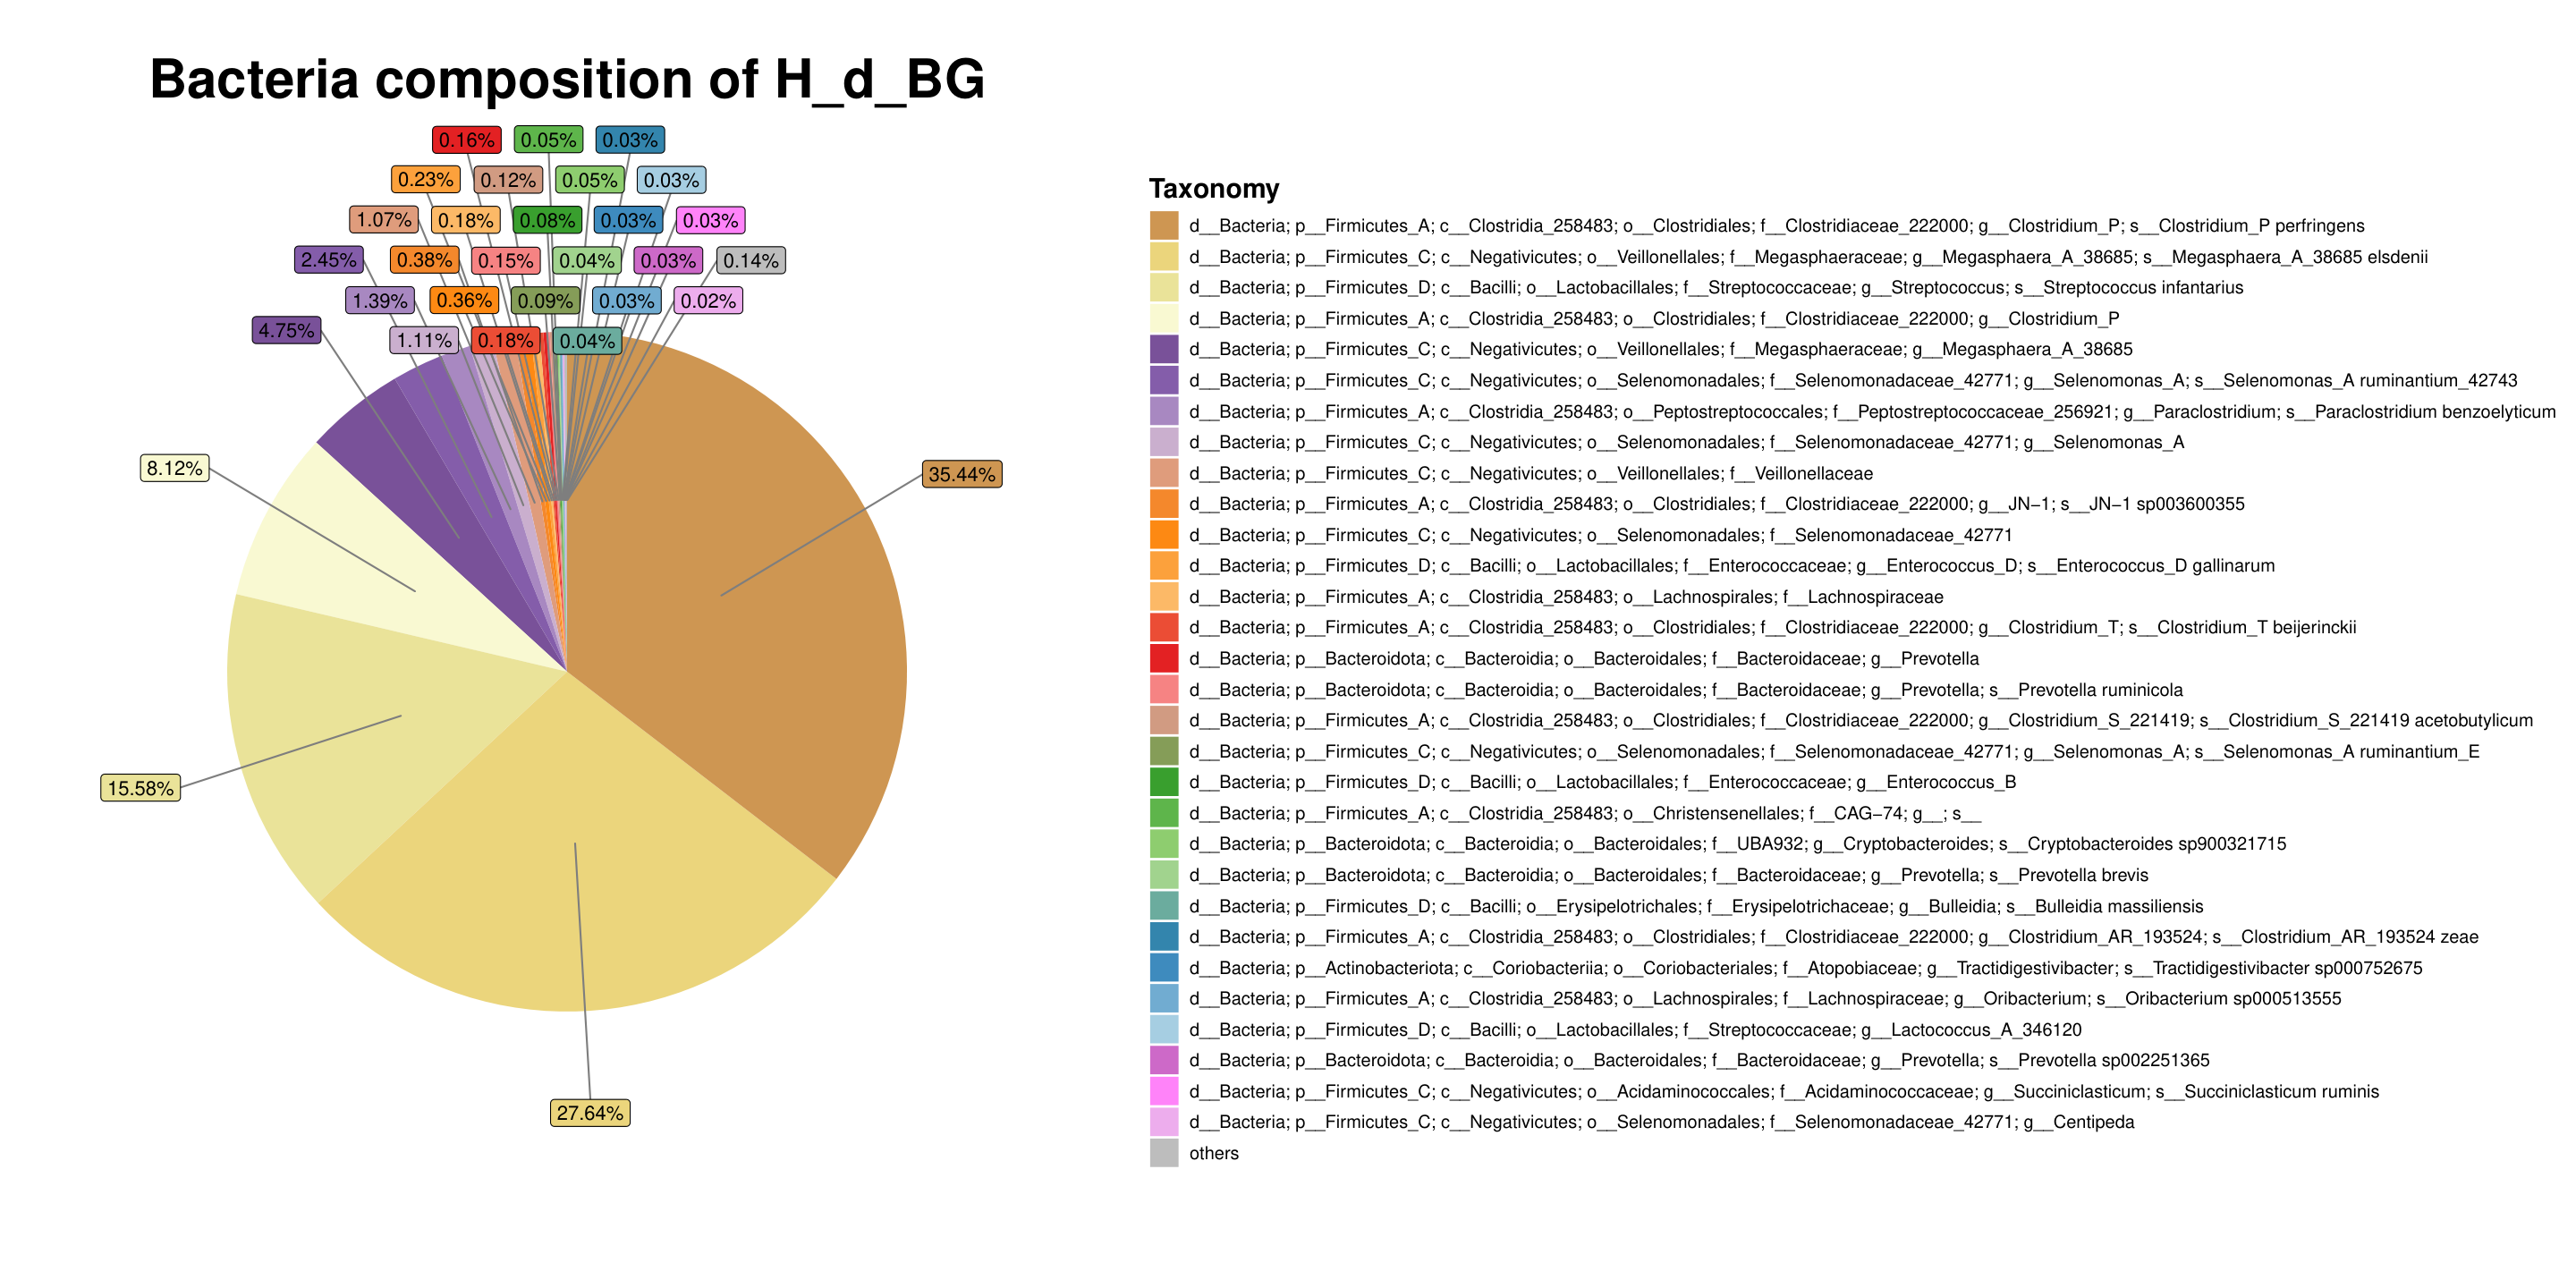 Bacteria composition of H_d_BG
0.16% 0.05% 0.03%
0.23% 0.12% 0.05% 0.03%
1.07% 0.18% 0.08% 0.03% 0.03%
2.45% 0.38% 0.15% 0.04% 0.03% 0.14%
1.39% 0.36% 0.09% 0.03% 0.02%
4.75%
1.11% 0.18% 0.04%
8.12%
35.44%
15.58%
27.64%
Taxonomy
d__Bacteria; p__Firmicutes_A; c__Clostridia_258483; o__Clostridiales; f__Clostridiaceae_222000; g__Clostridium_P; s__Clostridium_P perfringens
d__Bacteria; p__Firmicutes_C; c__Negativicutes; o__Veillonellales; f__Megasphaeraceae; g__Megasphaera_A_38685; s__Megasphaera_A_38685 elsdenii
d__Bacteria; p__Firmicutes_D; c__Bacilli; o__Lactobacillales; f__Streptococcaceae; g__Streptococcus; s__Streptococcus infantarius
d__Bacteria; p__Firmicutes_A; c__Clostridia_258483; o__Clostridiales; f__Clostridiaceae_222000; g__Clostridium_P
d__Bacteria; p__Firmicutes_C; c__Negativicutes; o__Veillonellales; f__Megasphaeraceae; g__Megasphaera_A_38685
d__Bacteria; p__Firmicutes_C; c__Negativicutes; o__Selenomonadales; f__Selenomonadaceae_42771; g__Selenomonas_A; s__Selenomonas_A ruminantium_42743
d__Bacteria; p__Firmicutes_A; c__Clostridia_258483; o__Peptostreptococcales; f__Peptostreptococcaceae_256921; g__Paraclostridium; s__Paraclostridium benzoelyticum
d__Bacteria; p__Firmicutes_C; c__Negativicutes; o__Selenomonadales; f__Selenomonadaceae_42771; g__Selenomonas_A
d__Bacteria; p__Firmicutes_C; c__Negativicutes; o__Veillonellales; f__Veillonellaceae
d__Bacteria; p__Firmicutes_A; c__Clostridia_258483; o__Clostridiales; f__Clostridiaceae_222000; g__JN−1; s__JN−1 sp003600355
d__Bacteria; p__Firmicutes_C; c__Negativicutes; o__Selenomonadales; f__Selenomonadaceae_42771
d__Bacteria; p__Firmicutes_D; c__Bacilli; o__Lactobacillales; f__Enterococcaceae; g__Enterococcus_D; s__Enterococcus_D gallinarum
d__Bacteria; p__Firmicutes_A; c__Clostridia_258483; o__Lachnospirales; f__Lachnospiraceae
d__Bacteria; p__Firmicutes_A; c__Clostridia_258483; o__Clostridiales; f__Clostridiaceae_222000; g__Clostridium_T; s__Clostridium_T beijerinckii
d__Bacteria; p__Bacteroidota; c__Bacteroidia; o__Bacteroidales; f__Bacteroidaceae; g__Prevotella
d__Bacteria; p__Bacteroidota; c__Bacteroidia; o__Bacteroidales; f__Bacteroidaceae; g__Prevotella; s__Prevotella ruminicola
d__Bacteria; p__Firmicutes_A; c__Clostridia_258483; o__Clostridiales; f__Clostridiaceae_222000; g__Clostridium_S_221419; s__Clostridium_S_221419 acetobutylicum
d__Bacteria; p__Firmicutes_C; c__Negativicutes; o__Selenomonadales; f__Selenomonadaceae_42771; g__Selenomonas_A; s__Selenomonas_A ruminantium_E
d__Bacteria; p__Firmicutes_D; c__Bacilli; o__Lactobacillales; f__Enterococcaceae; g__Enterococcus_B
d__Bacteria; p__Firmicutes_A; c__Clostridia_258483; o__Christensenellales; f__CAG−74; g__; s__
d__Bacteria; p__Bacteroidota; c__Bacteroidia; o__Bacteroidales; f__UBA932; g__Cryptobacteroides; s__Cryptobacteroides sp900321715
d__Bacteria; p__Bacteroidota; c__Bacteroidia; o__Bacteroidales; f__Bacteroidaceae; g__Prevotella; s__Prevotella brevis
d__Bacteria; p__Firmicutes_D; c__Bacilli; o__Erysipelotrichales; f__Erysipelotrichaceae; g__Bulleidia; s__Bulleidia massiliensis
d__Bacteria; p__Firmicutes_A; c__Clostridia_258483; o__Clostridiales; f__Clostridiaceae_222000; g__Clostridium_AR_193524; s__Clostridium_AR_193524 zeae
d__Bacteria; p__Actinobacteriota; c__Coriobacteriia; o__Coriobacteriales; f__Atopobiaceae; g__Tractidigestivibacter; s__Tractidigestivibacter sp000752675
d__Bacteria; p__Firmicutes_A; c__Clostridia_258483; o__Lachnospirales; f__Lachnospiraceae; g__Oribacterium; s__Oribacterium sp000513555
d__Bacteria; p__Firmicutes_D; c__Bacilli; o__Lactobacillales; f__Streptococcaceae; g__Lactococcus_A_346120
d__Bacteria; p__Bacteroidota; c__Bacteroidia; o__Bacteroidales; f__Bacteroidaceae; g__Prevotella; s__Prevotella sp002251365
d__Bacteria; p__Firmicutes_C; c__Negativicutes; o__Acidaminococcales; f__Acidaminococcaceae; g__Succiniclasticum; s__Succiniclasticum ruminis
d__Bacteria; p__Firmicutes_C; c__Negativicutes; o__Selenomonadales; f__Selenomonadaceae_42771; g__Centipeda
others